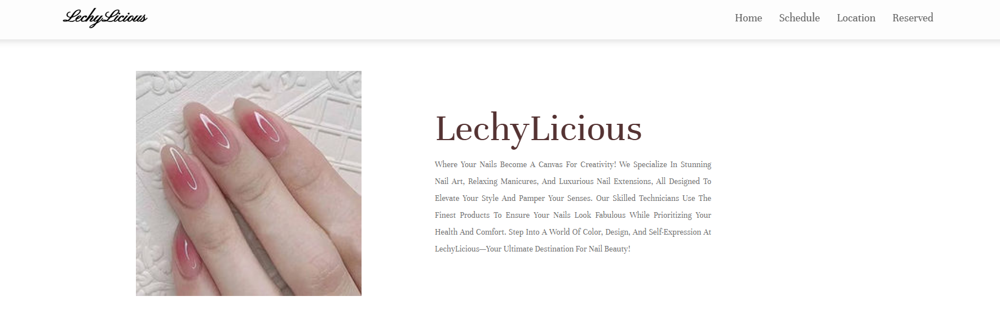 LechyLicious
Home Schedule Location Reserved
LechyLicious
Where Your Nails Become A Canvas For Creativity! We Specialize In Stunning
Nail Art, Relaxing Manicures, And Luxurious Nail Extensions, All Designed To
Elevate Your Style And Pamper Your Senses. Our Skilled Technicians Use The
Finest Products To Ensure Your Nails Look Fabulous While Prioritizing Your
Health And Comfort. Step Into A World Of Color, Design, And Self-Expression At
LechyLicious—Your Ultimate Destination For Nail Beauty!